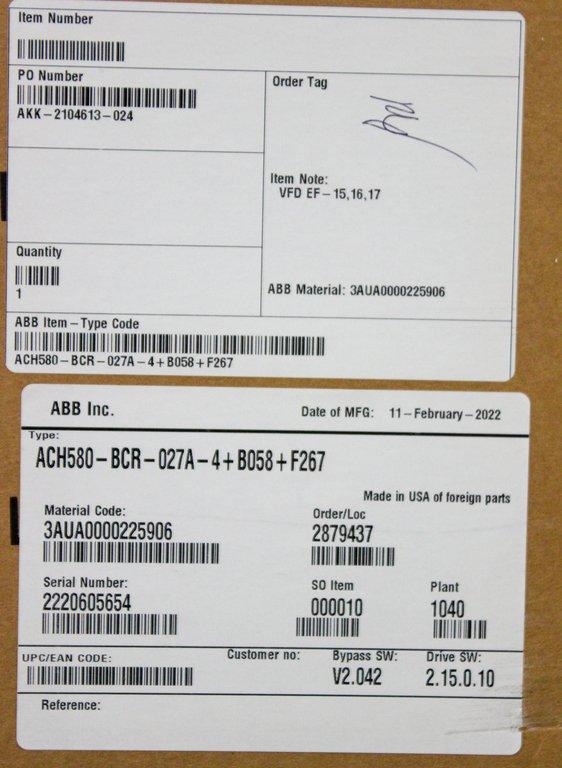 Item Number
PO Number
AKK-2104613-024
Order Tag
Item Note:
VFD EF-15,16,17
Quantity
1
ABB Material: 3AUA0000225906
ABB Item-Type Code
ACH580-BCR-027A-4+B058+F267
ABB Inc.
Date of MFG: 11-February-2022
Type:
ACH580-BCR-027A-4+B058+F267
Made in USA of foreign parts
Material Code:
3AUA0000225906
Order/Loc
2879437
Serial Number:
2220605654
SO Item
000010
Plant
1040
UPC/EAN CODE:
Customer no:
Bypass SW:
V2.042
Drive SW:
2.15.0.10
Reference: